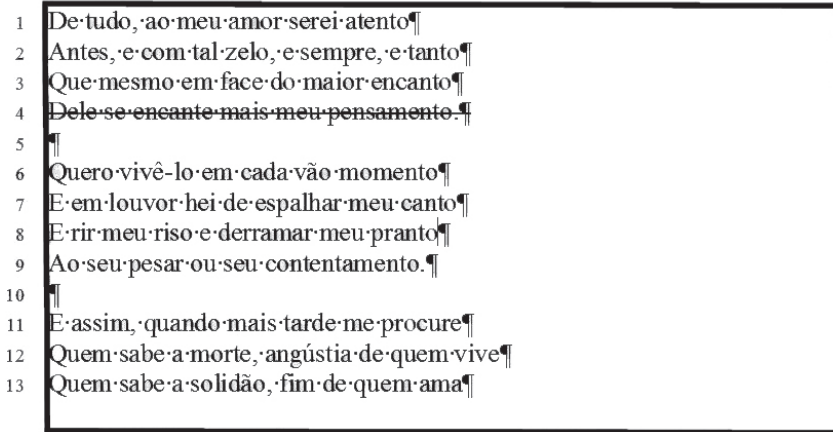 1 De·tudo,·ao·meu·amor·serei·atento¶
2 Antes,·e·com·tal·zelo,·e·sempre,·e·tanto¶
3 Que·mesmo·em·face·do·maior·encanto¶
4 Dele·se·encante·mais·meu·pensamento.¶
5 ¶
6 Quero·vivê-lo·em·cada·vão·momento¶
7 E·em·louvor·hei·de·espalhar·meu·canto¶
8 E·rir·meu·riso·e·derramar·meu·pranto¶
9 Ao·seu·pesar·ou·seu·contentamento.¶
10 ¶
11 E·assim,·quando·mais·tarde·me·procure¶
12 Quem·sabe·a·morte,·angústia·de·quem·vive¶
13 Quem·sabe·a·solidão,·fim·de·quem·ama¶